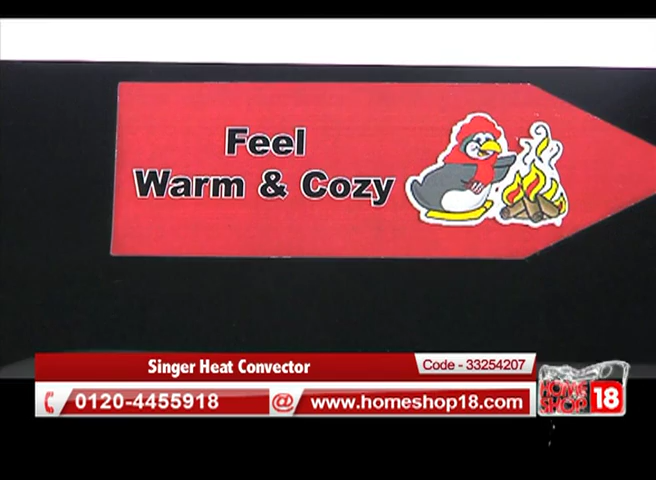 Feel
Warm & Cozy
Singer Heat Convector
Code - 33254207
0120-4455918
@ www.homeshop18.com
HOME
SHOP 18